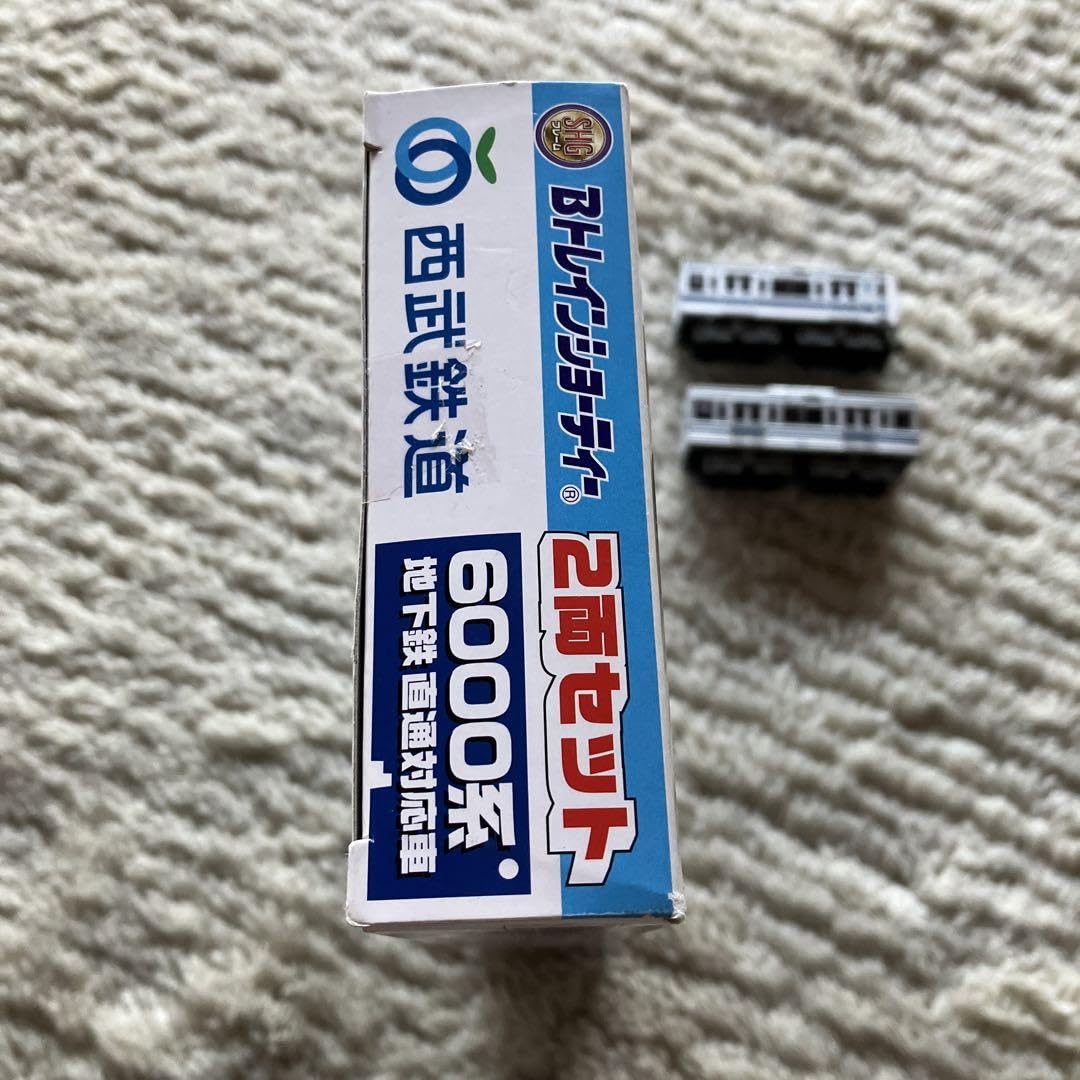 SHG
フレーム
Bトレインショーティー®
2両セット
西武鉄道
6000系
地下鉄 直通対応車